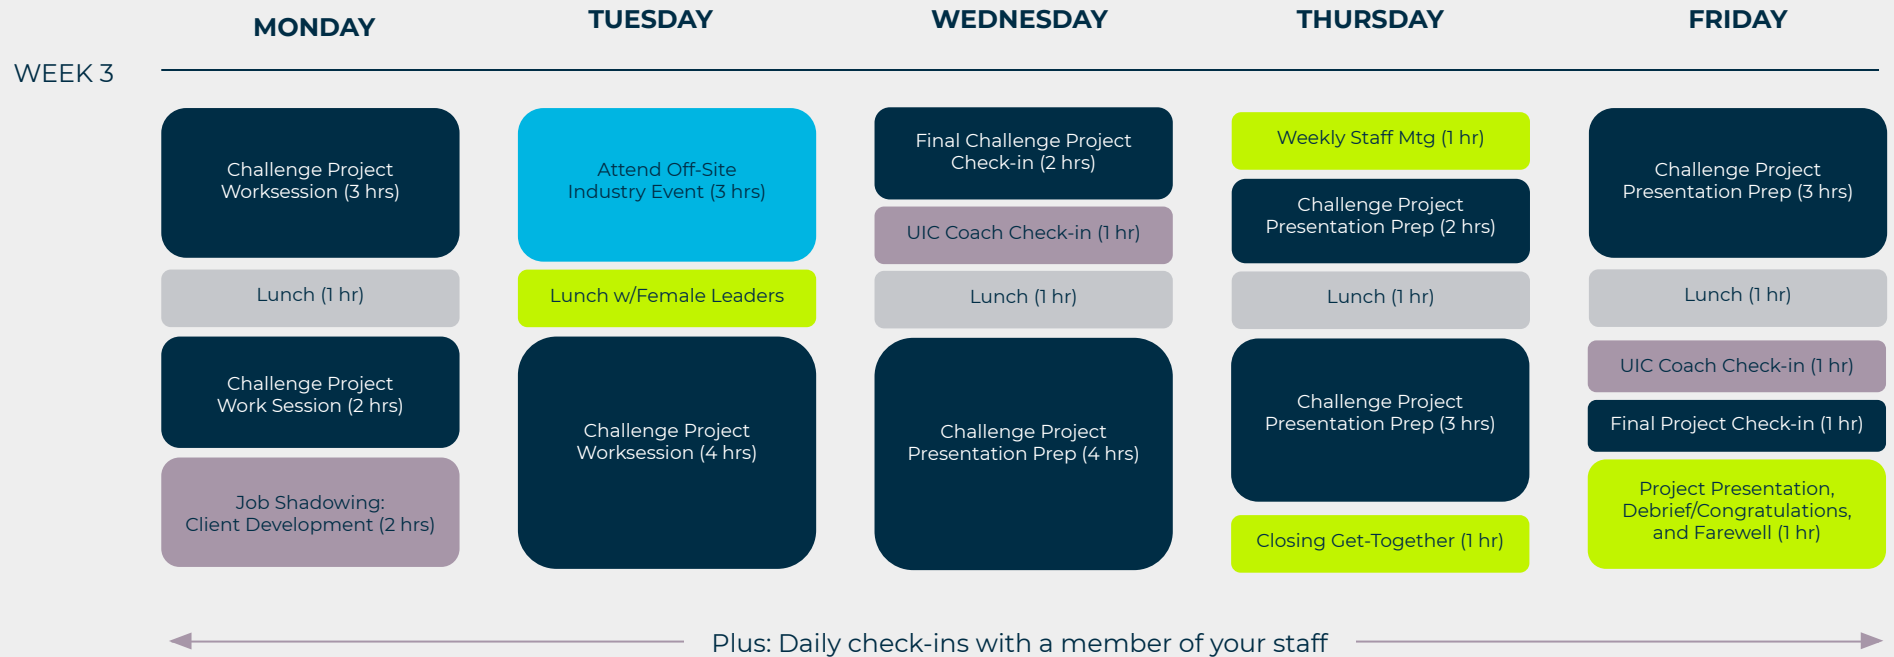 MONDAY
TUESDAY
WEDNESDAY
THURSDAY
FRIDAY
WEEK 3
Challenge Project
Worksession (3 hrs)
Lunch (1 hr)
Challenge Project
Work Session (2 hrs)
Job Shadowing:
Client Development (2 hrs)
Attend Off-Site
Industry Event (3 hrs)
Lunch w/Female Leaders
Challenge Project
Worksession (4 hrs)
Final Challenge Project
Check-in (2 hrs)
UIC Coach Check-in (1 hr)
Lunch (1 hr)
Challenge Project
Presentation Prep (4 hrs)
Weekly Staff Mtg (1 hr)
Challenge Project
Presentation Prep (2 hrs)
Lunch (1 hr)
Challenge Project
Presentation Prep (3 hrs)
Closing Get-Together (1 hr)
Challenge Project
Presentation Prep (3 hrs)
Lunch (1 hr)
UIC Coach Check-in (1 hr)
Final Project Check-in (1 hr)
Project Presentation,
Debrief/Congratulations,
and Farewell (1 hr)
Plus: Daily check-ins with a member of your staff